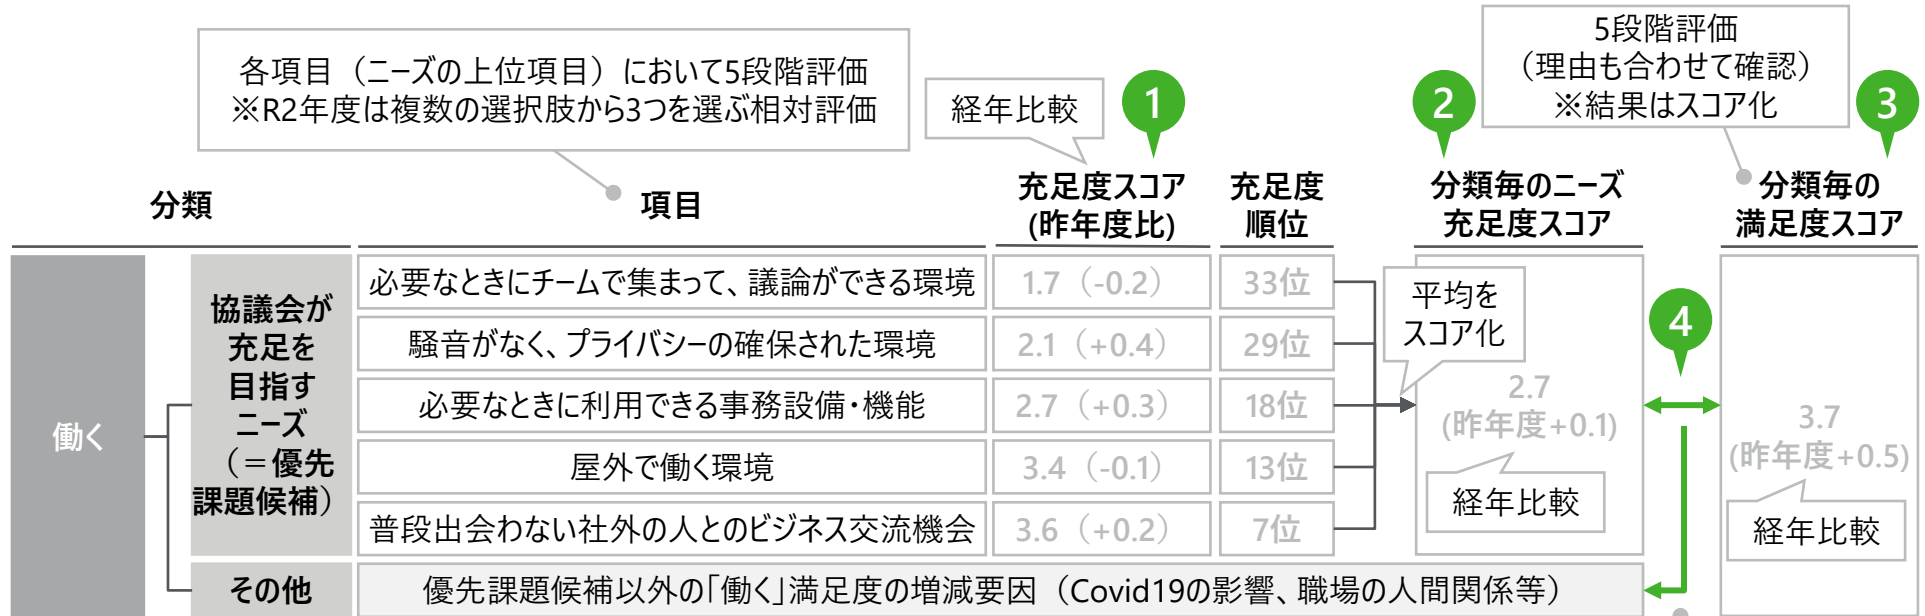 各項目（ニーズの上位項目）において5段階評価
※R2年度は複数の選択肢から3つを選ぶ相対評価
経年比較
1
2
5段階評価
（理由も合わせて確認）
※結果はスコア化
3
分類
項目
充足度スコア
(昨年度比)
充足度
順位
分類毎のニーズ
充足度スコア
分類毎の
満足度スコア
働く
協議会が
充足を
目指す
ニーズ
（＝優先
課題候補）
必要なときにチームで集まって、議論ができる環境
1.7（-0.2）
33位
騒音がなく、プライバシーの確保された環境
2.1（+0.4）
29位
必要なときに利用できる事務設備・機能
2.7（+0.3）
18位
屋外で働く環境
3.4（-0.1）
13位
普段出会わない社外の人とのビジネス交流機会
3.6（+0.2）
7位
平均を
スコア化
2.7
(昨年度+0.1)
経年比較
4
3.7
(昨年度+0.5)
経年比較
その他
優先課題候補以外の「働く」満足度の増減要因（Covid19の影響、職場の人間関係等）